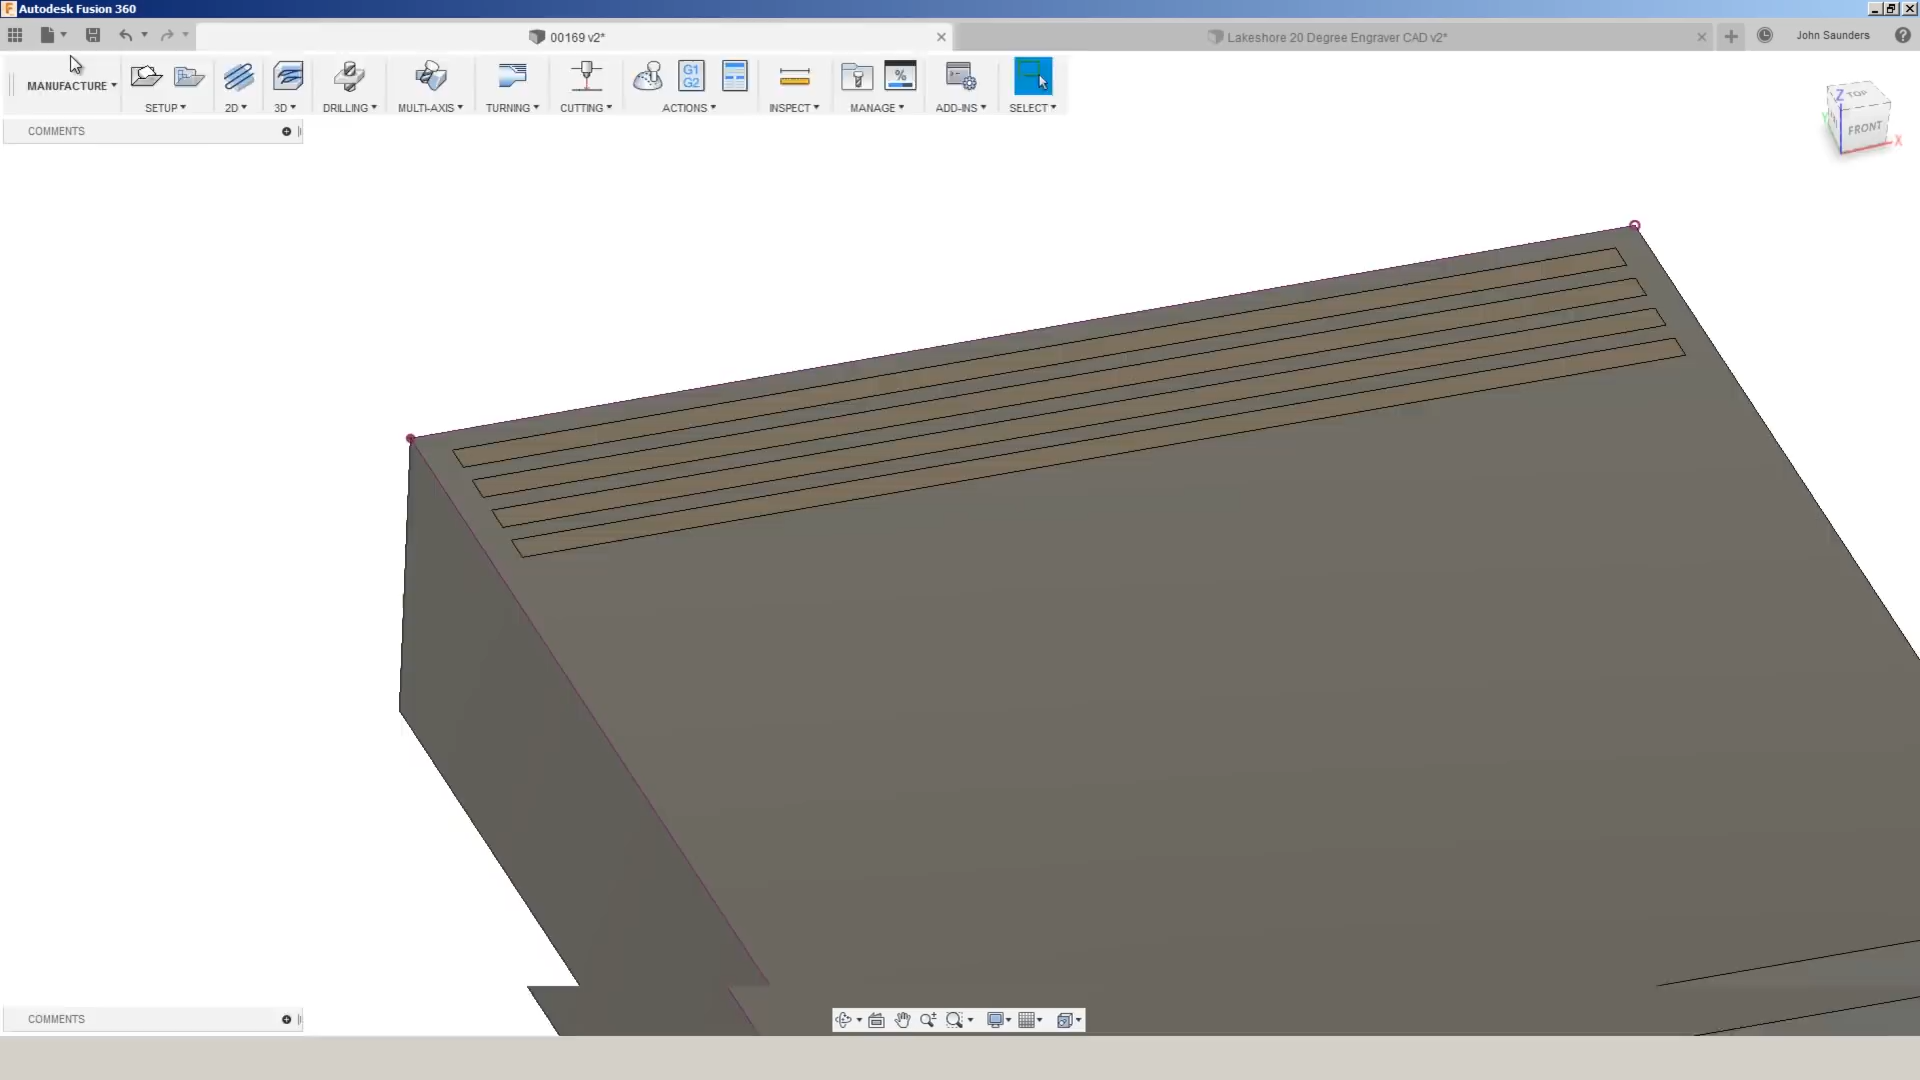 Autodesk Fusion 360
00169 v2*
Lakeshore 20 Degree Engraver CAD v2*
John Saunders
MANUFACTURE
SETUP
2D
3D
DRILLING
MULTI-AXIS
TURNING
CUTTING
G1
G2
ACTIONS
INSPECT
MANAGE
ADD-INS
SELECT
COMMENTS
Z
TOP
FRONT
X
COMMENTS